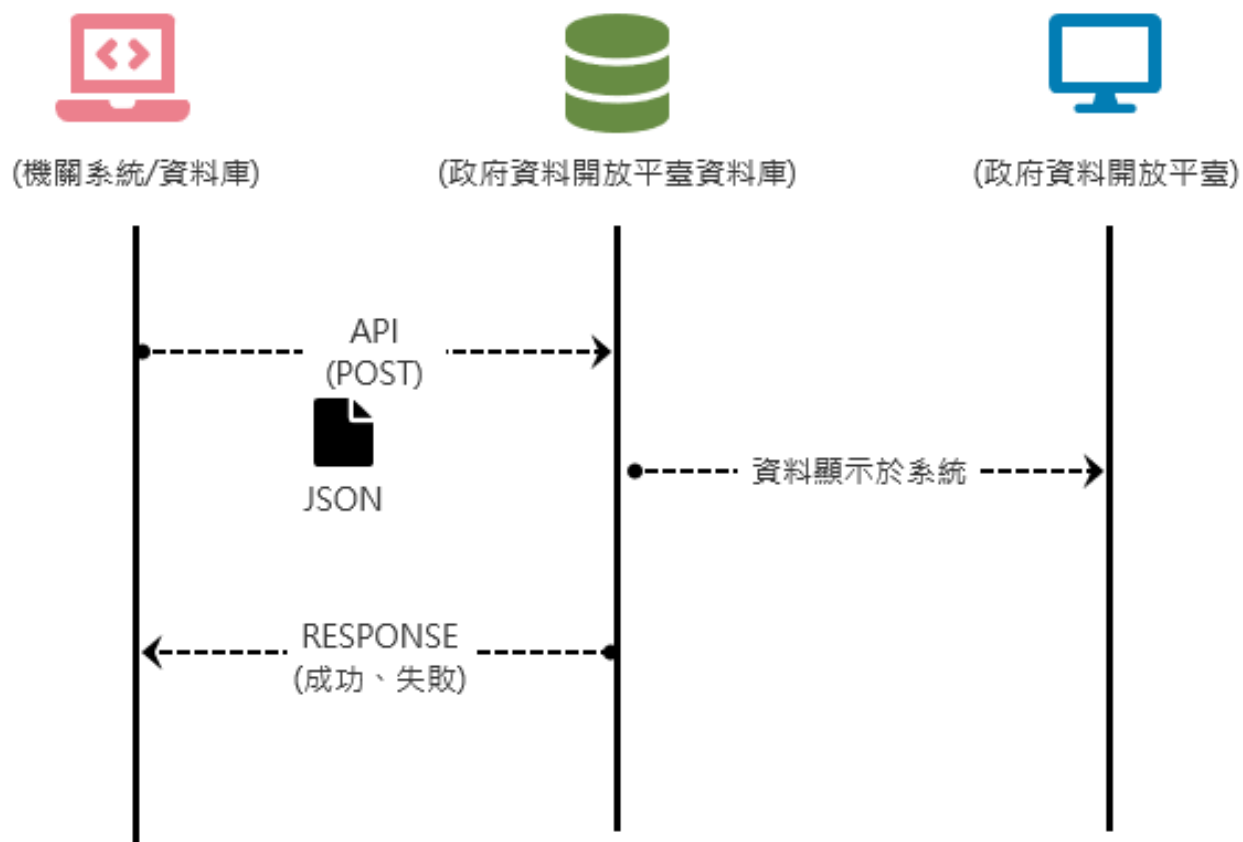 (機關系統/資料庫)
(政府資料開放平臺資料庫)
(政府資料開放平臺)
API
(POST)
JSON
資料顯示於系統
RESPONSE
(成功、失敗)